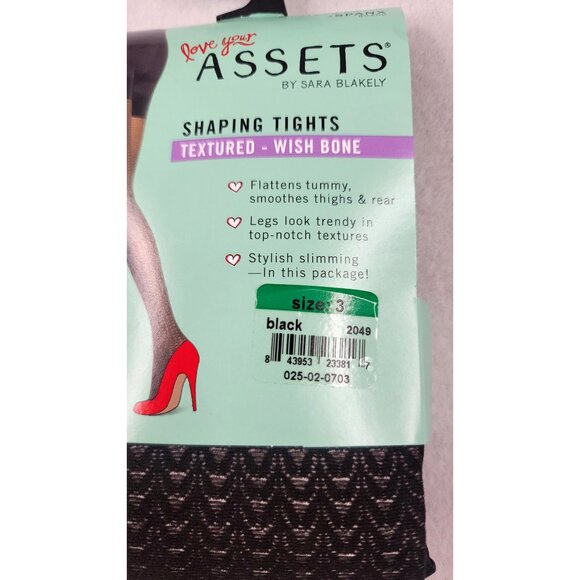 SPANX
love your
ASSETS®
BY SARA BLAKELY
SHAPING TIGHTS
TEXTURED - WISH BONE
Flattens tummy,
smoothes thighs & rear
Legs look trendy in
top-notch textures
Stylish slimming
—In this package!
size: 3
black 2049
8 43953 23381 7
025-02-0703